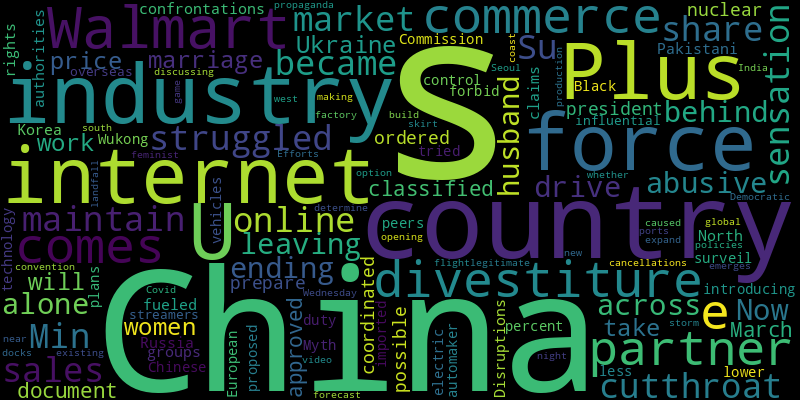 confrontations propaganda nuclear
Walmart market commerce share
rights authorities Ukraine Commission Pakistani sensation
price marriage became control Su Plus
overseas discussing coast claims production Black India
industry S Seoul forbid husband president behind
west making factory build skirt game influential
Korea south Wukong struggled ordered force
work feminist Efforts tried whether
internet option classified drive abusive
landfall vehicles determine Democratic
maintain U online peers country caused global
technology comes leaving opening ports North
expand policies surveil
convention ending coordinated flight legitimate new cancellations emerges
will plans prepare divestiture introducing
alone Covid fueled Wednesday imported possible across e Now
streamers approved duty Disruptions percent take March
near Min women Russia European proposed Myth electric automaker storm
docks existing groups Chinese video night partner
sales China less lower
document forecast cutthroat